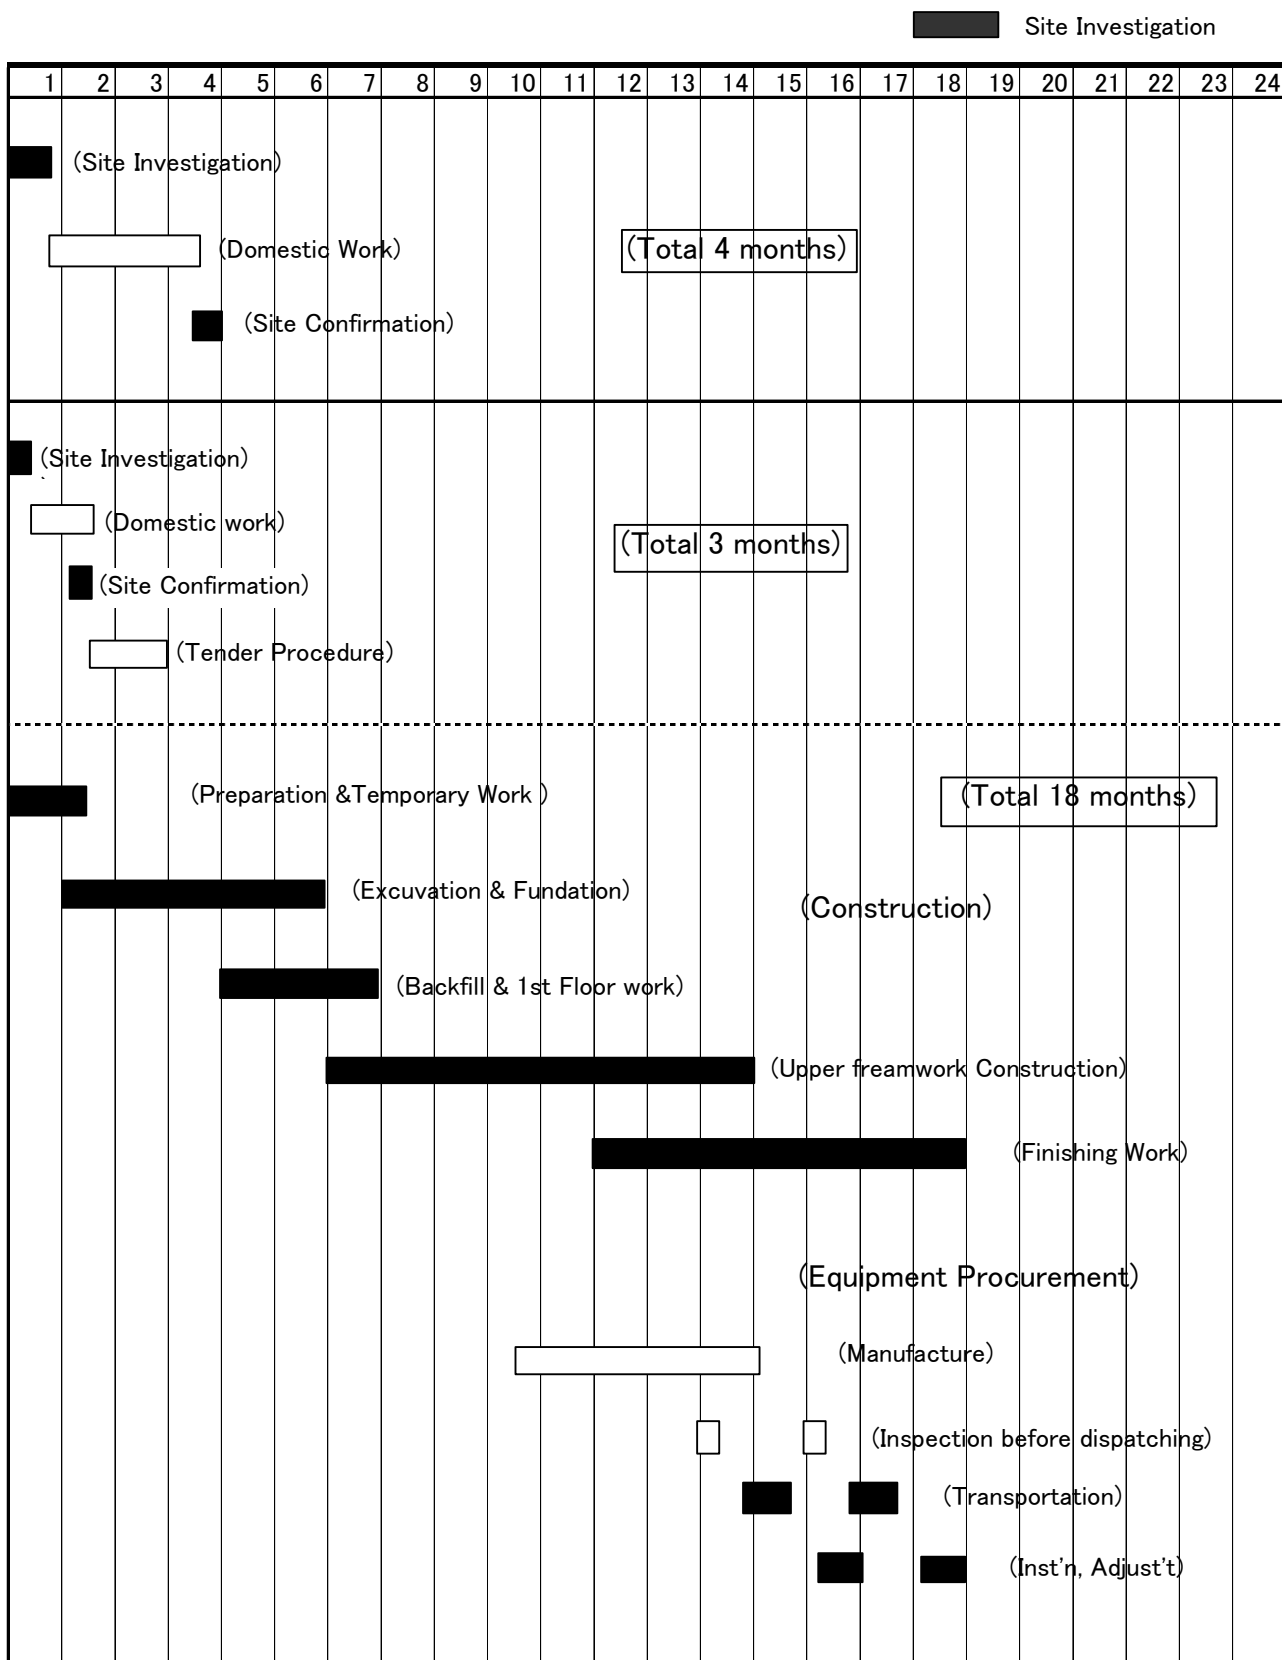 Site Investigation
1 2 3 4 5 6 7 8 9 10 11 12 13 14 15 16 17 18 19 20 21 22 23 24
(Site Investigation)
(Domestic Work)
(Total 4 months)
(Site Confirmation)
(Site Investigation)
(Domestic work)
(Total 3 months)
(Site Confirmation)
(Tender Procedure)
(Preparation &Temporary Work )
(Total 18 months)
(Excuvation & Fundation)
(Construction)
(Backfill & 1st Floor work)
(Upper freamwork Construction)
(Finishing Work)
(Equipment Procurement)
(Manufacture)
(Inspection before dispatching)
(Transportation)
(Inst'n, Adjust't)